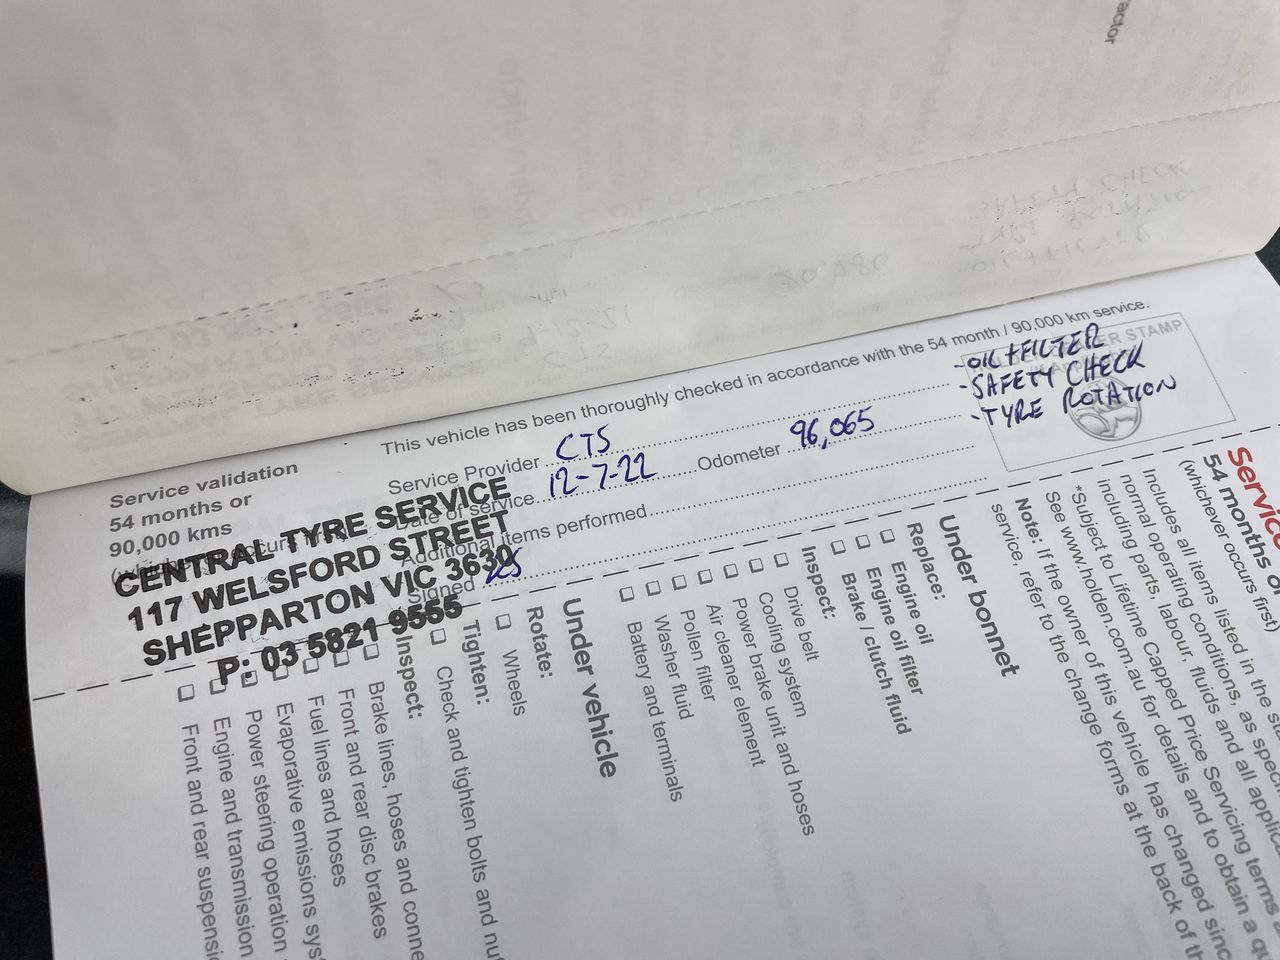 actor
This vehicle has been thoroughly checked in accordance with the 54 month / 90,000 km service.
Service validation
54 months or
90,000 kms
Service Provider CTS
Date of service 12-7-22 Odometer 96,065
Additional items performed
Signed
- OIL + FILTER
- SAFETY CHECK
- TYRE ROTATION
STAMP
CENTRAL TYRE SERVICE
117 WELSFORD STREET
SHEPPARTON VIC 3630
P: 03 5821 9555
Service
54 months o
(whichever occurs first)
Includes all items listed in the
normal operating conditions, as
including parts, labour, fluids and all
*Subject to Lifetime Capped Price Servicing terms
See www.holden.com.au for details and to obtain a
Note: If the owner of this vehicle has changed
service, refer to the change forms at the back of
Under bonnet
Replace:
Engine oil
Engine oil filter
Brake / clutch fluid
Inspect:
Drive belt
Cooling system
Power brake unit and hoses
Air cleaner element
Pollen filter
Washer fluid
Battery and terminals
Under vehicle
Rotate:
Wheels
Tighten:
Check and tighten bolts and nu
Inspect:
Brake lines, hoses and conne
Front and rear disc brakes
Fuel lines and hoses
Evaporative emissions sys
Power steering operation
Engine and transmission
Front and rear suspensi